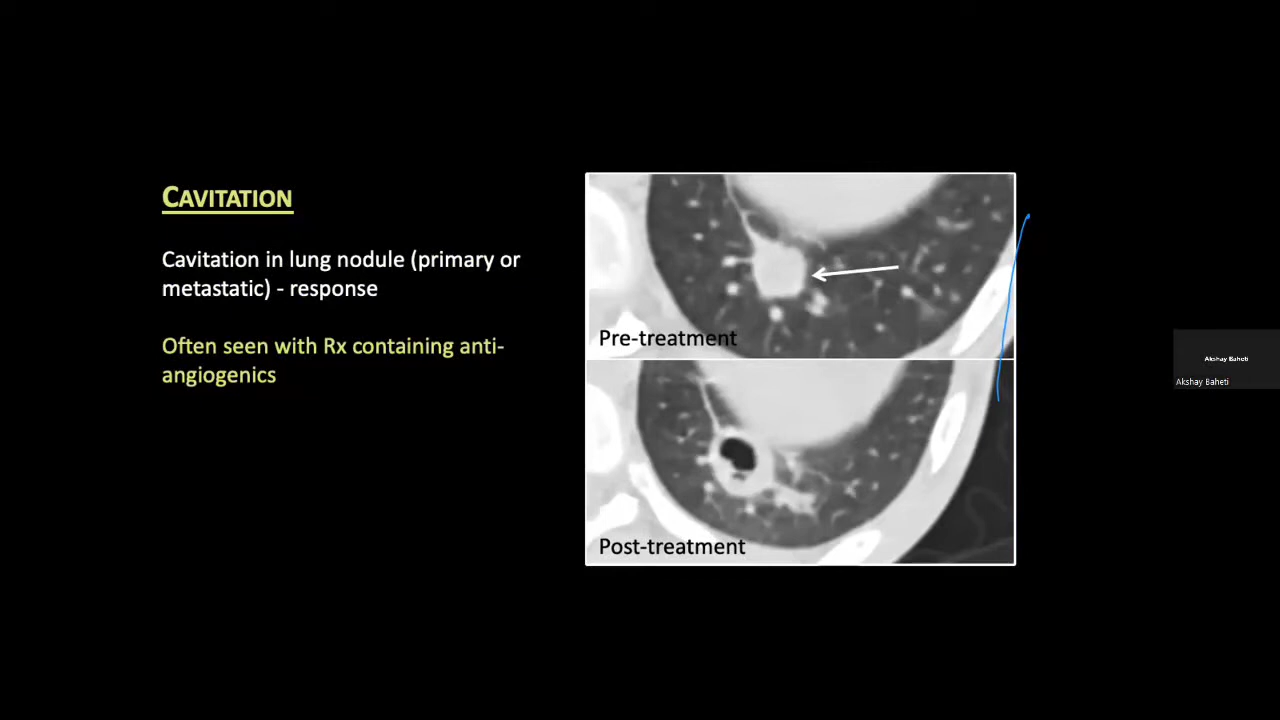 CAVITATION
Cavitation in lung nodule (primary or
metastatic) - response
Often seen with Rx containing anti-
angiogenics
Pre-treatment
Post-treatment
Akshay Baheti
Akshay Baheti